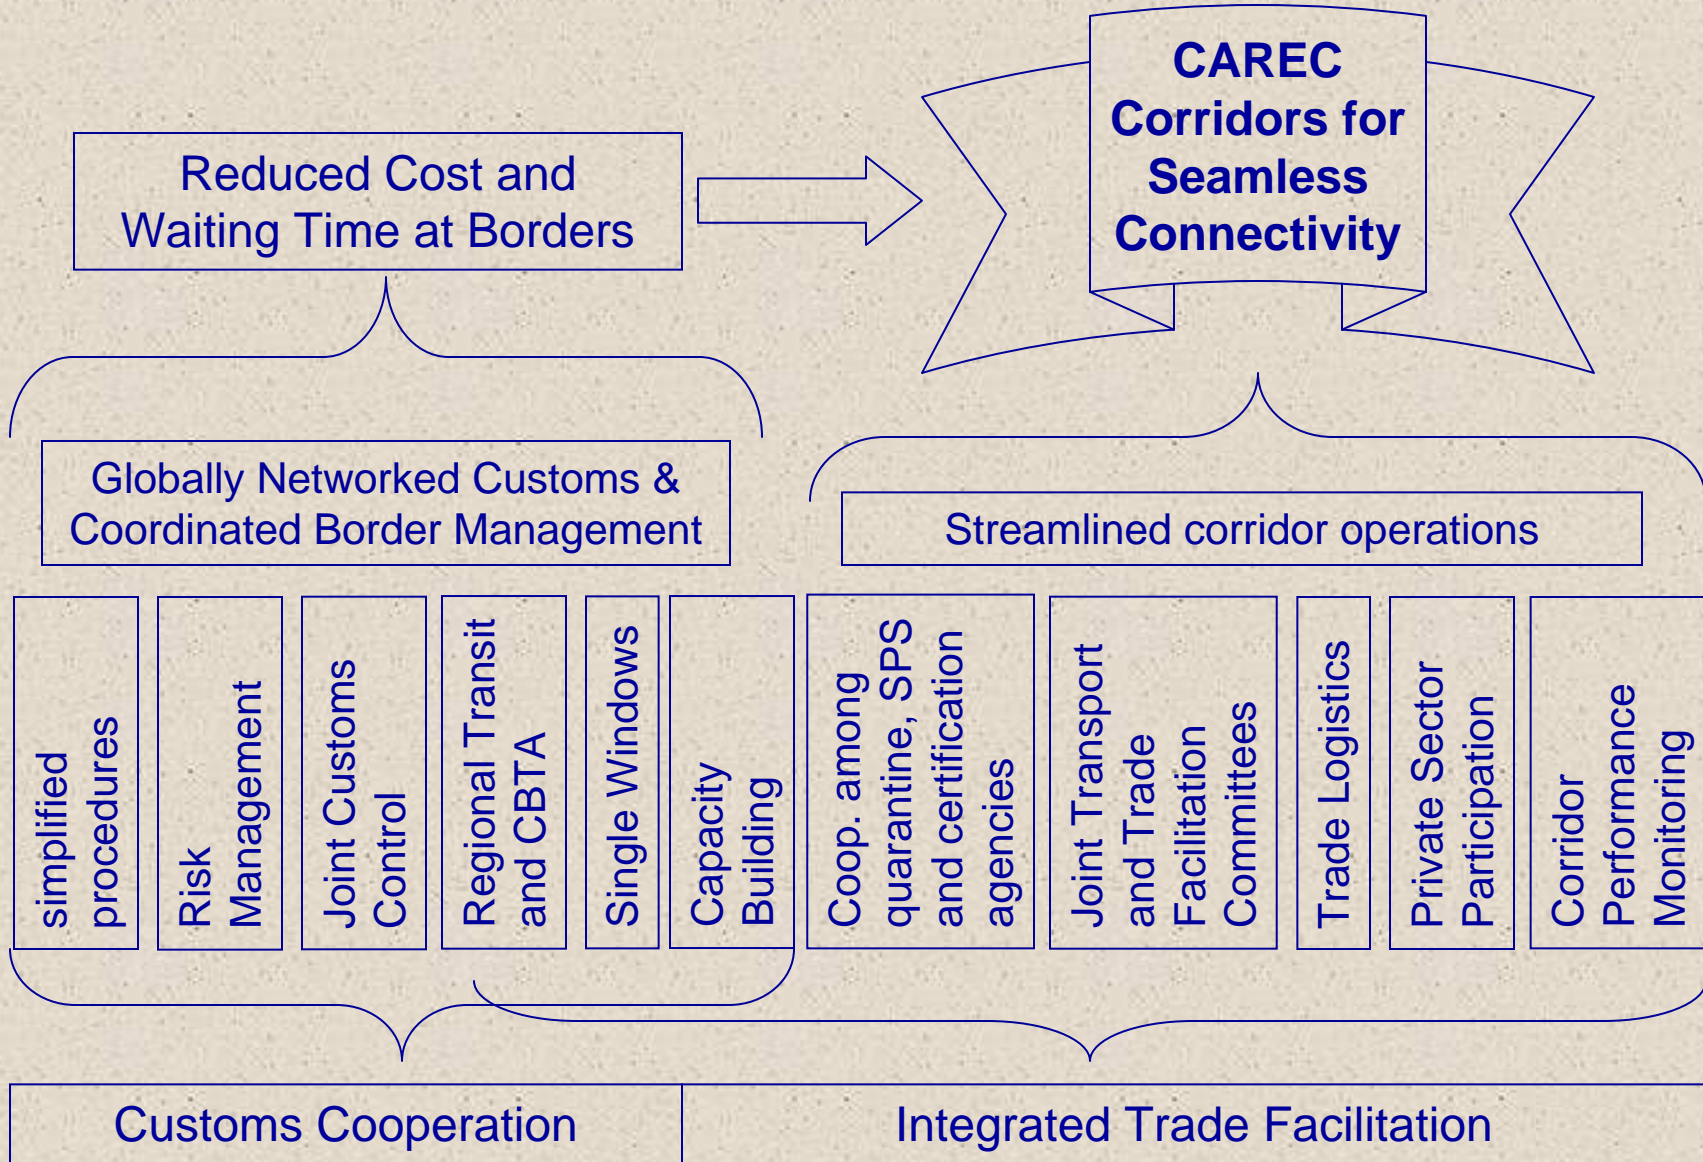 CAREC
Corridors for
Seamless
Connectivity
Reduced Cost and
Waiting Time at Borders
Globally Networked Customs &
Coordinated Border Management
Streamlined corridor operations
simplified
procedures
Risk
Management
Joint Customs
Control
Regional Transit
and CBTA
Single Windows
Capacity
Building
Coop. among
quarantine, SPS
and certification
agencies
Joint Transport
and Trade
Facilitation
Committees
Trade Logistics
Private Sector
Participation
Corridor
Performance
Monitoring
Customs Cooperation
Integrated Trade Facilitation